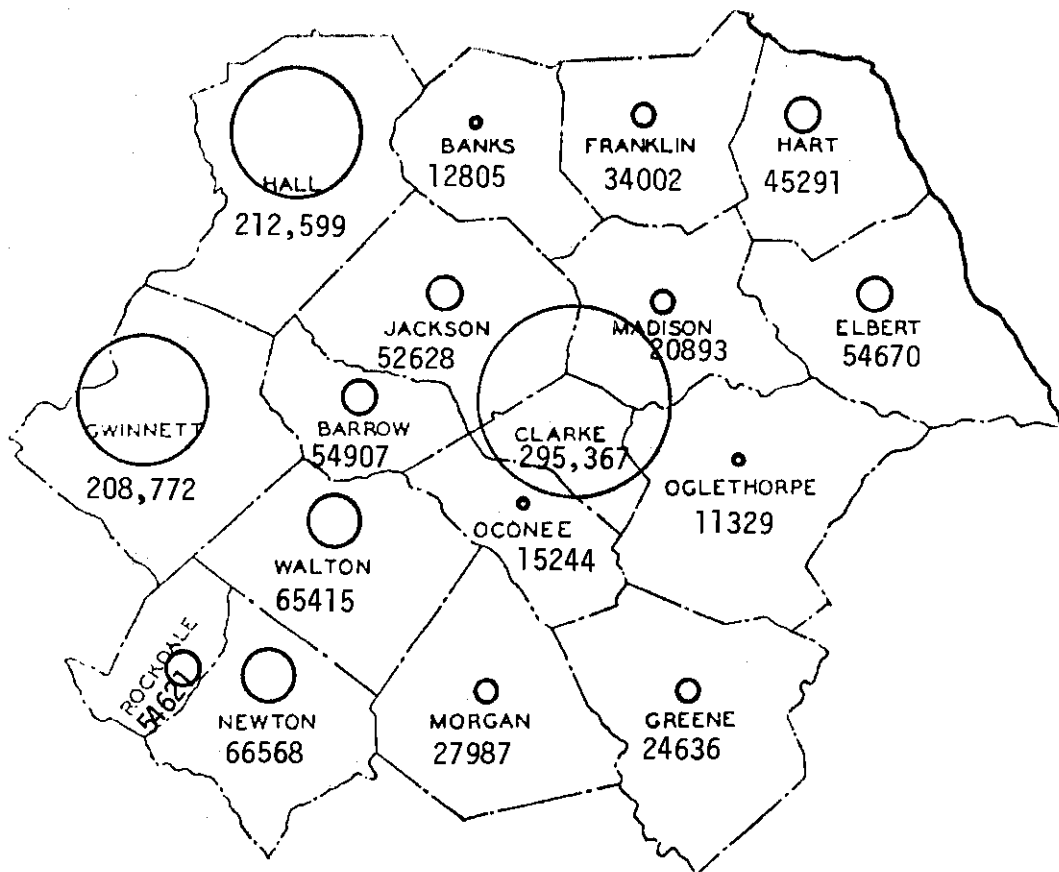 BANKS
12805
FRANKLIN
34002
HART
45291
HALL
212,599
JACKSON
52628
MADISON
20893
ELBERT
54670
GWINNETT
208,772
BARROW
54907
CLARKE
295,367
OGLETHORPE
11329
OCONEE
15244
WALTON
65415
ROCKDALE
54621
NEWTON
66568
MORGAN
27987
GREENE
24636